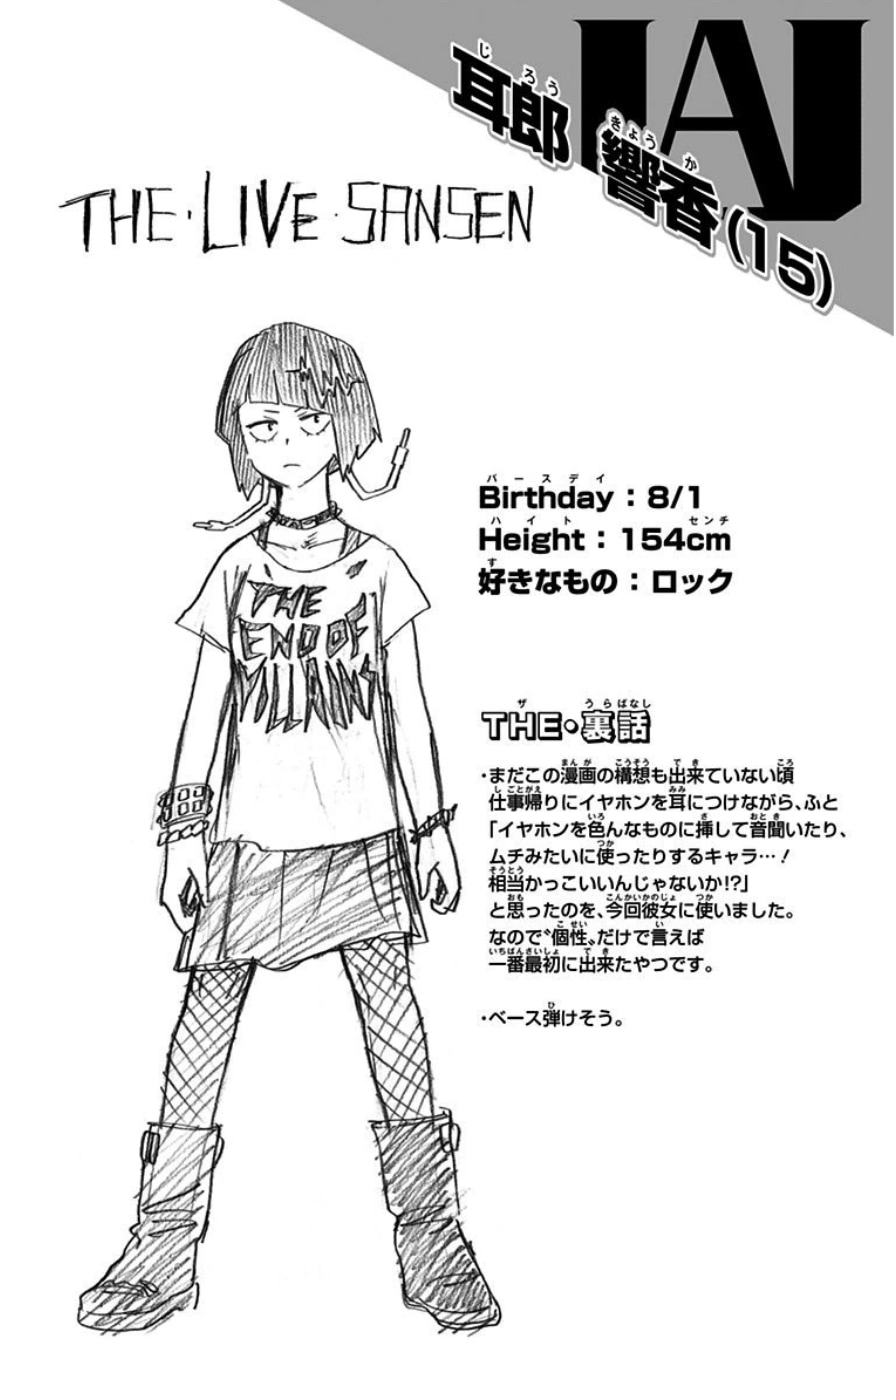 UA
耳郎 響香(15)
THE・LIVE・SANSEN
THE
END OF
VILLAINS
Birthday：8/1
Height：154cm
好きなもの：ロック
THE・裏話
・まだこの漫画の構想も出来ていない頃
仕事帰りにイヤホンを耳につけながら、ふと
「イヤホンを色んなものに挿して音聞いたり、
ムチみたいに使ったりするキャラ…！
相当かっこいいんじゃないか!?」
と思ったのを、今回彼女に使いました。
なので〝個性〟だけで言えば
一番最初に出来たやつです。
・ベース弾けそう。